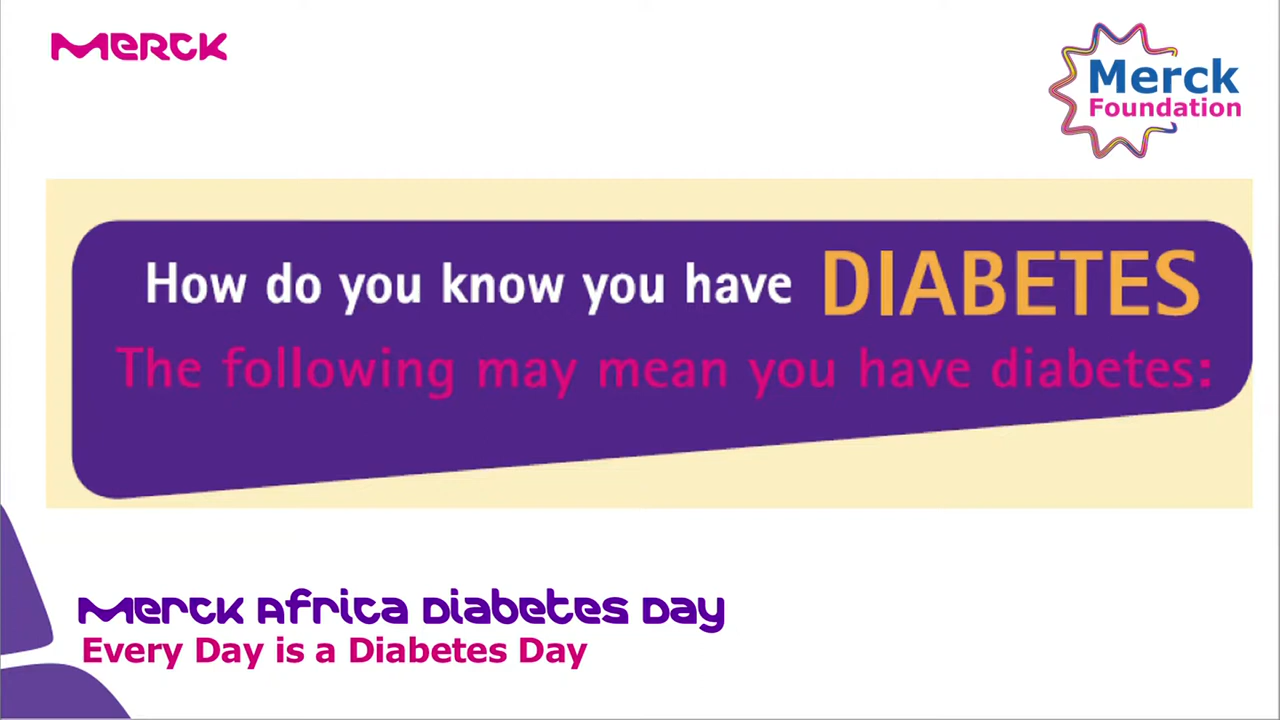 Merck
Merck
Foundation
How do you know you have DIABETES
The following may mean you have diabetes:
Merck Africa Diabetes Day
Every Day is a Diabetes Day